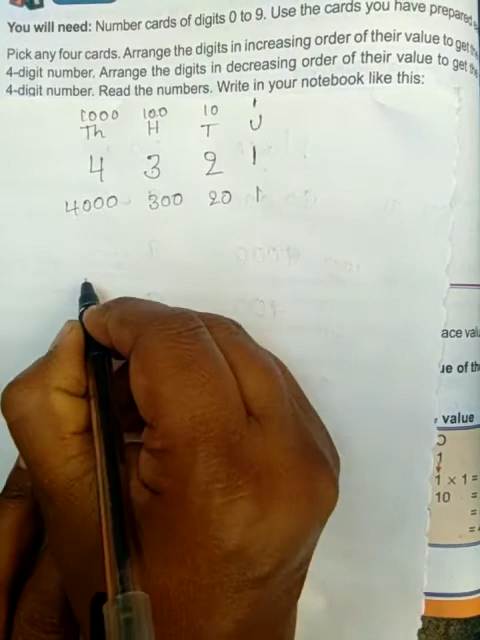 You will need: Number cards of digits 0 to 9. Use the cards you have prepared
Pick any four cards. Arrange the digits in increasing order of their value to get the
4-digit number. Arrange the digits in decreasing order of their value to get the
4-digit number. Read the numbers. Write in your notebook like this:
1000 100 10 1
Th H T U
4 3 2 1
4000 300 20 1
ace valu
ue of th
value
1
1 x 1 =
10 =
=
=